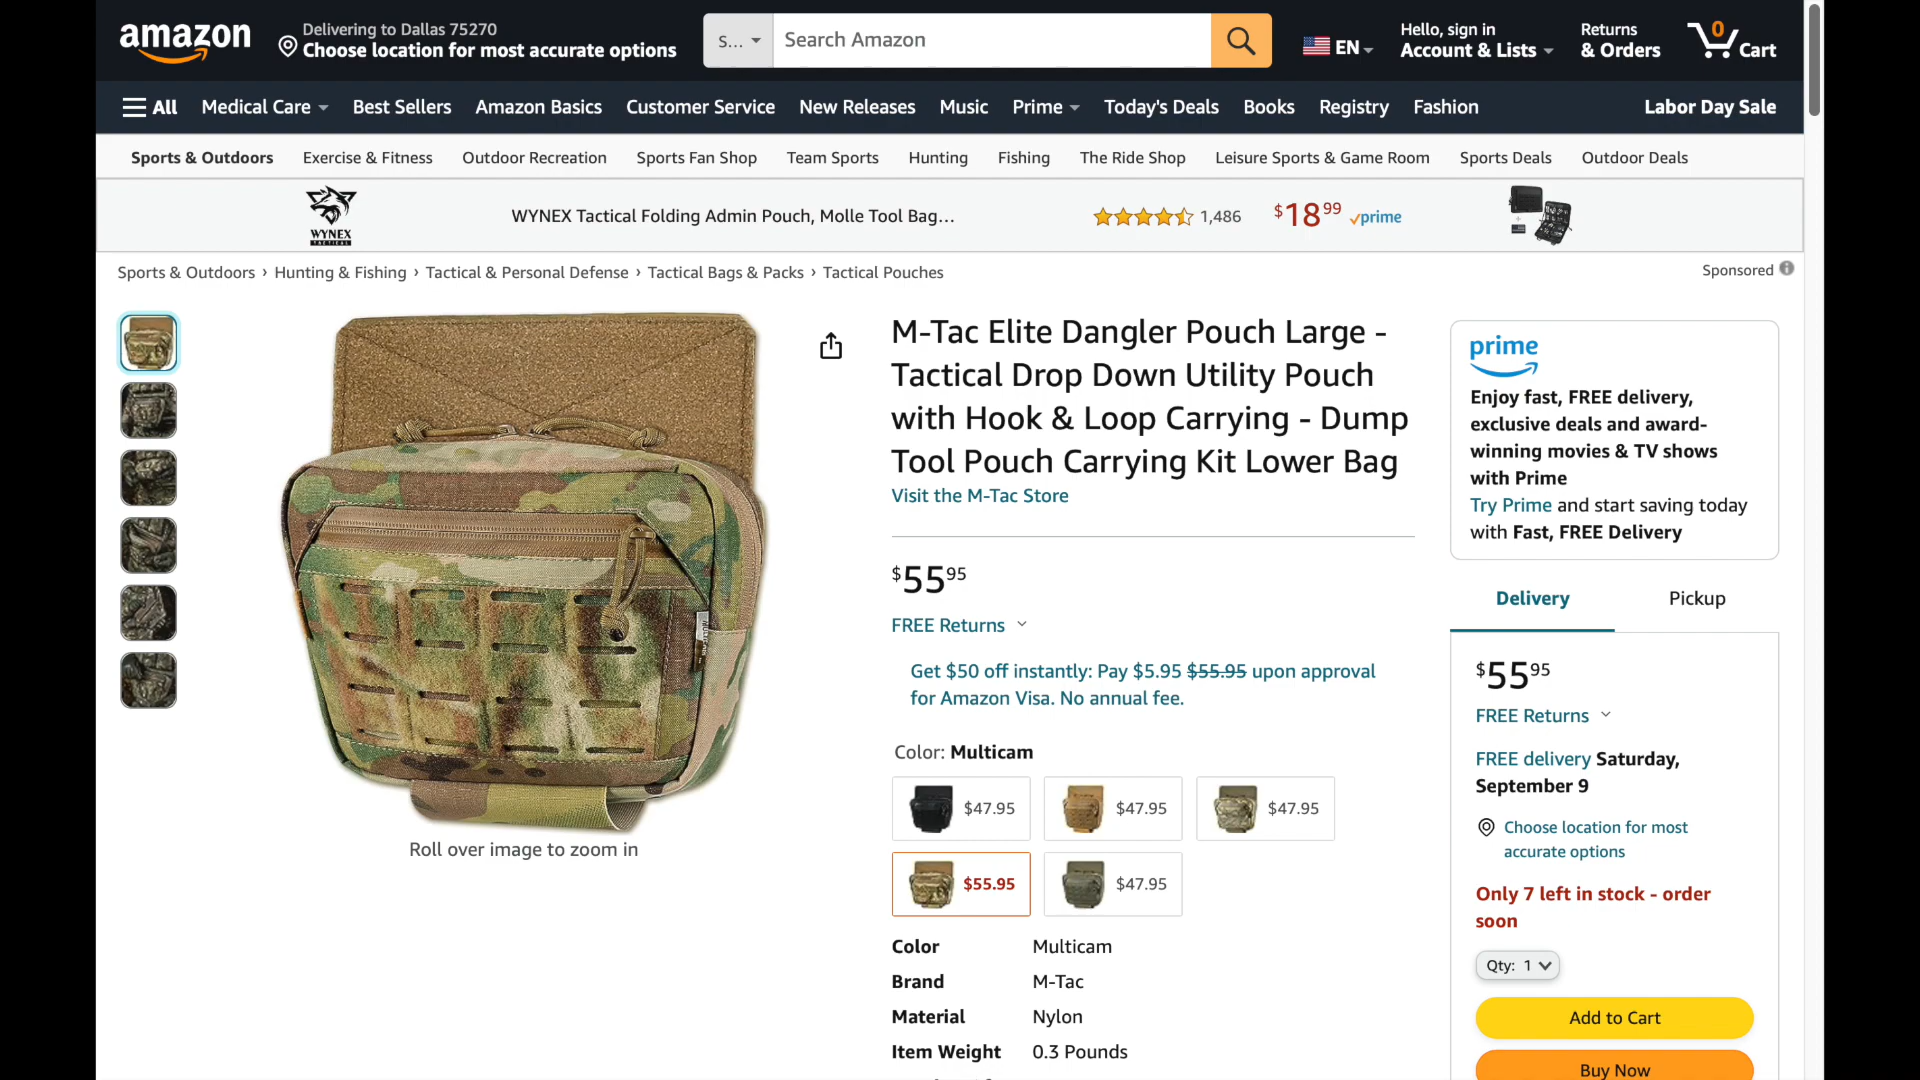 amazon
Delivering to Dallas 75270
Choose location for most accurate options
S...
Search Amazon
EN
Hello, sign in
Account & Lists
Returns
& Orders
0
Cart
All
Medical Care
Best Sellers
Amazon Basics
Customer Service
New Releases
Music
Prime
Today's Deals
Books
Registry
Fashion
Labor Day Sale
Sports & Outdoors
Exercise & Fitness
Outdoor Recreation
Sports Fan Shop
Team Sports
Hunting
Fishing
The Ride Shop
Leisure Sports & Game Room
Sports Deals
Outdoor Deals
WYNEX
TACTICAL
WYNEX Tactical Folding Admin Pouch, Molle Tool Bag…
1,486
$18 99
prime
Sports & Outdoors › Hunting & Fishing › Tactical & Personal Defense › Tactical Bags & Packs › Tactical Pouches
Sponsored
Roll over image to zoom in
M-Tac Elite Dangler Pouch Large -
Tactical Drop Down Utility Pouch
with Hook & Loop Carrying - Dump
Tool Pouch Carrying Kit Lower Bag
Visit the M-Tac Store
$55 95
FREE Returns
Get $50 off instantly: Pay $5.95 $55.95 upon approval
for Amazon Visa. No annual fee.
Color: Multicam
$47.95
$47.95
$47.95
$55.95
$47.95
Color Multicam
Brand M-Tac
Material Nylon
Item Weight 0.3 Pounds
prime
Enjoy fast, FREE delivery,
exclusive deals and award-
winning movies & TV shows
with Prime
Try Prime and start saving today
with Fast, FREE Delivery
Delivery
Pickup
$55 95
FREE Returns
FREE delivery Saturday,
September 9
Choose location for most
accurate options
Only 7 left in stock - order
soon
Qty: 1
Add to Cart
Buy Now